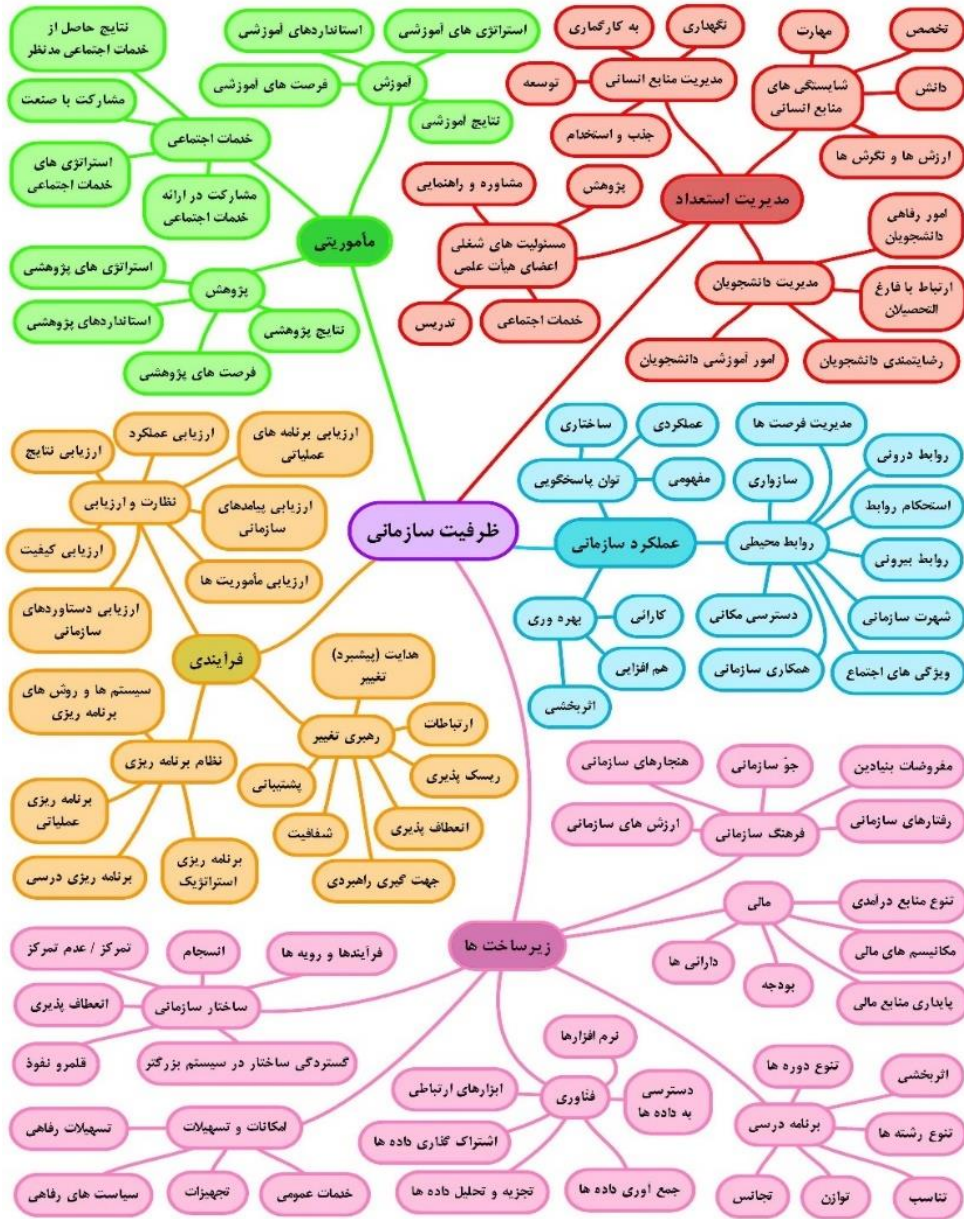 تخصص
مهارت
دانش
شایستگی های
منابع انسانی
ارزش ها و نگرش ها
نگهداری
به کارگماری
مدیریت منابع انسانی
توسعه
جذب و استخدام
مدیریت استعداد
پژوهش
مشاوره و راهنمایی
مسئولیت های شغلی
اعضای هیأت علمی
خدمات اجتماعی
تدریس
امور رفاهی
دانشجویان
مدیریت دانشجویان
ارتباط با فارغ
التحصیلان
رضایتمندی دانشجویان
امور آموزشی دانشجویان
استراتژی های آموزشی
استانداردهای آموزشی
آموزش
فرصت های آموزشی
نتایج آموزشی
نتایج حاصل از
خدمات اجتماعی مدنظر
مشارکت با صنعت
خدمات اجتماعی
استراتژی های
خدمات اجتماعی
مشارکت در ارائه
خدمات اجتماعی
مأموریتی
استراتژی های پژوهشی
پژوهش
استانداردهای پژوهشی
نتایج پژوهشی
فرصت های پژوهشی
ظرفیت سازمانی
عملکردی
ساختاری
توان پاسخگویی
مفهومی
عملکرد سازمانی
مدیریت فرصت ها
روابط درونی
سازواری
استحکام روابط
روابط محیطی
روابط بیرونی
دسترسی مکانی
شهرت سازمانی
همکاری سازمانی
ویژگی های اجتماع
بهره وری
کارائی
هم افزایی
اثربخشی
ارزیابی برنامه های
عملیاتی
ارزیابی عملکرد
ارزیابی نتایج
نظارت و ارزیابی
ارزیابی پیامدهای
سازمانی
ارزیابی کیفیت
ارزیابی مأموریت ها
ارزیابی دستاوردهای
سازمانی
فرآیندی
هدایت (پیشبرد)
تغییر
سیستم ها و روش های
برنامه ریزی
ارتباطات
رهبری تغییر
نظام برنامه ریزی
ریسک پذیری
پشتیبانی
برنامه ریزی
عملیاتی
انعطاف پذیری
شفافیت
برنامه ریزی
استراتژیک
برنامه ریزی درسی
جهت گیری راهبردی
زیرساخت ها
مفروضات بنیادین
جوّ سازمانی
هنجارهای سازمانی
رفتارهای سازمانی
فرهنگ سازمانی
ارزش های سازمانی
مالی
تنوع منابع درآمدی
مکانیسم های مالی
دارائی ها
بودجه
پایداری منابع مالی
فرآیندها و رویه ها
انسجام
تمرکز / عدم تمرکز
ساختار سازمانی
انعطاف پذیری
قلمرو نفوذ
گستردگی ساختار در سیستم بزرگتر
نرم افزارها
فنّاوری
دسترسی
به داده ها
ابزارهای ارتباطی
اشتراک گذاری داده ها
تجزیه و تحلیل داده ها
جمع آوری داده ها
تنوع دوره ها
اثربخشی
برنامه درسی
تنوع رشته ها
تناسب
توازن
تجانس
امکانات و تسهیلات
تسهیلات رفاهی
خدمات عمومی
تجهیزات
سیاست های رفاهی